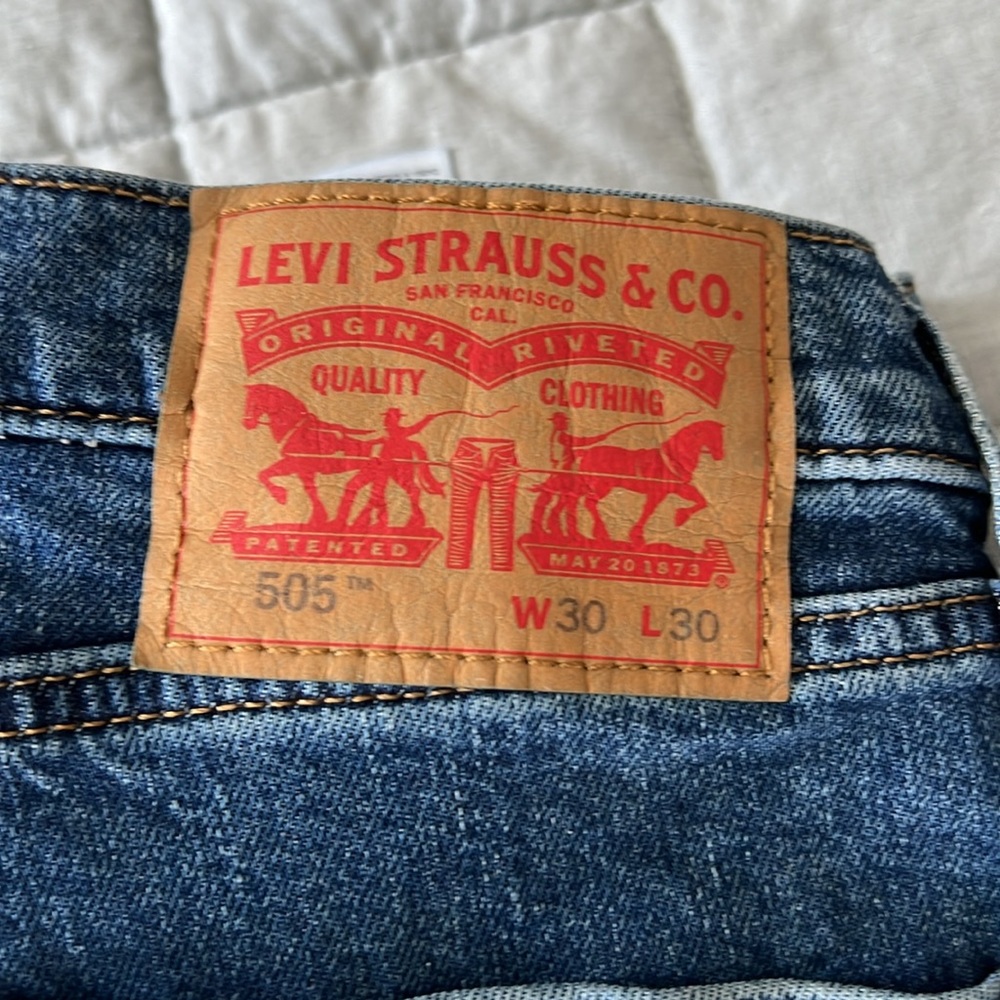 LEVI STRAUSS & CO.
SAN FRANCISCO
CAL.
ORIGINAL RIVETED
QUALITY CLOTHING
PATENTED MAY 20 1873 ®
505™ W30 L30